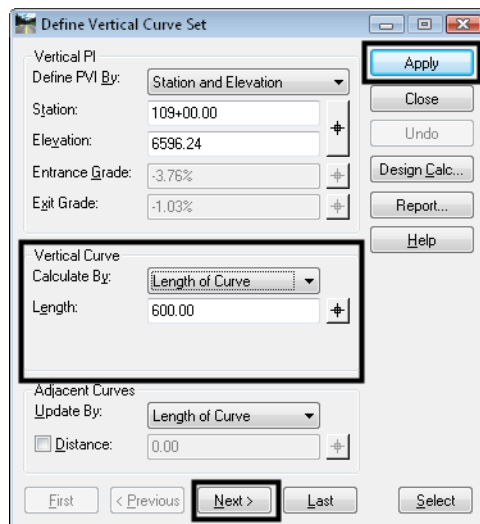 Define Vertical Curve Set
Vertical PI
Define PVI By: Station and Elevation
Station: 109+00.00
Elevation: 6596.24
Entrance Grade: -3.76%
Exit Grade: -1.03%
Vertical Curve
Calculate By: Length of Curve
Length: 600.00
Adjacent Curves
Update By: Length of Curve
Distance: 0.00
First < Previous Next > Last Select
Apply
Close
Undo
Design Calc...
Report...
Help